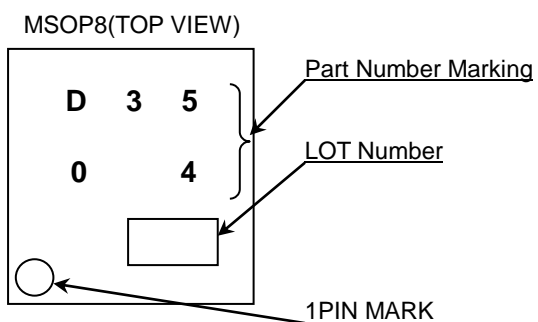 MSOP8(TOP VIEW)
Part Number Marking
D 3 5
LOT Number
0 4
1PIN MARK